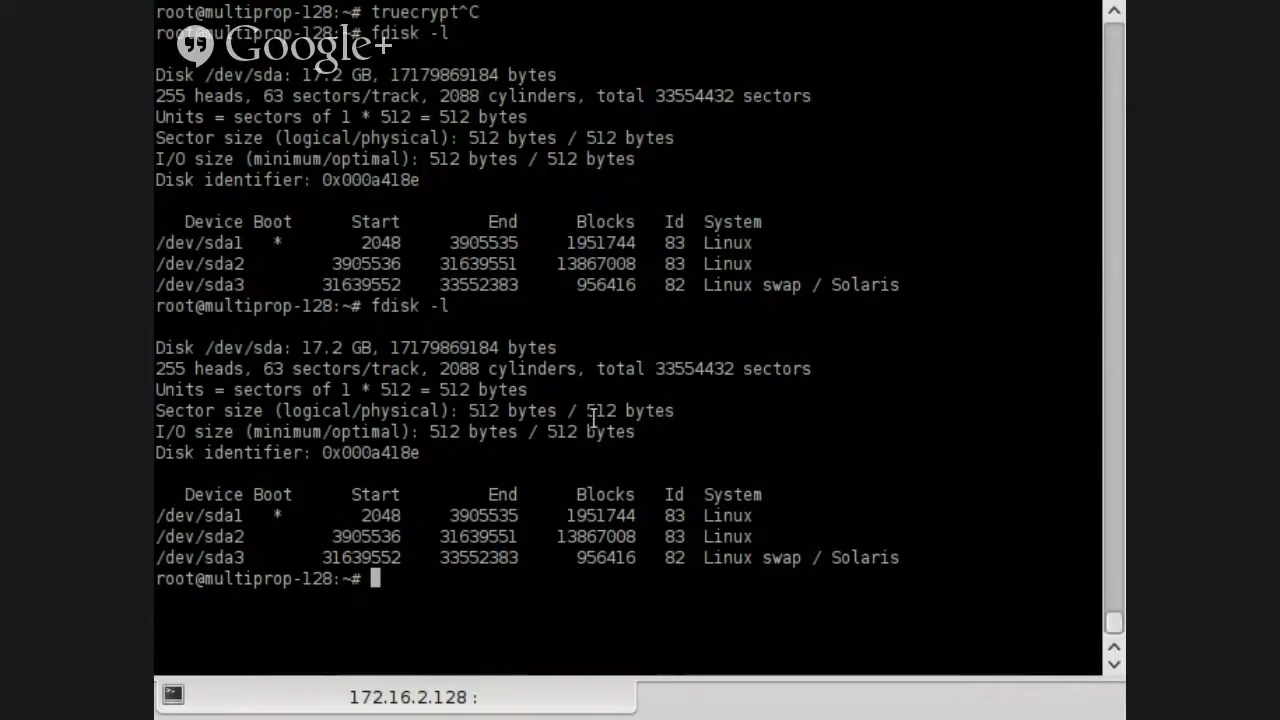 root@multiprop-128:~# truecrypt^C
root@multiprop-128:~# fdisk -l
Google+
Disk /dev/sda: 17.2 GB, 17179869184 bytes
255 heads, 63 sectors/track, 2088 cylinders, total 33554432 sectors
Units = sectors of 1 * 512 = 512 bytes
Sector size (logical/physical): 512 bytes / 512 bytes
I/O size (minimum/optimal): 512 bytes / 512 bytes
Disk identifier: 0x000a418e
Device Boot Start End Blocks Id System
/dev/sda1 * 2048 3905535 1951744 83 Linux
/dev/sda2 3905536 31639551 13867008 83 Linux
/dev/sda3 31639552 33552383 956416 82 Linux swap / Solaris
root@multiprop-128:~# fdisk -l
Disk /dev/sda: 17.2 GB, 17179869184 bytes
255 heads, 63 sectors/track, 2088 cylinders, total 33554432 sectors
Units = sectors of 1 * 512 = 512 bytes
Sector size (logical/physical): 512 bytes / 512 bytes
I/O size (minimum/optimal): 512 bytes / 512 bytes
Disk identifier: 0x000a418e
Device Boot Start End Blocks Id System
/dev/sda1 * 2048 3905535 1951744 83 Linux
/dev/sda2 3905536 31639551 13867008 83 Linux
/dev/sda3 31639552 33552383 956416 82 Linux swap / Solaris
root@multiprop-128:~#
172.16.2.128 :